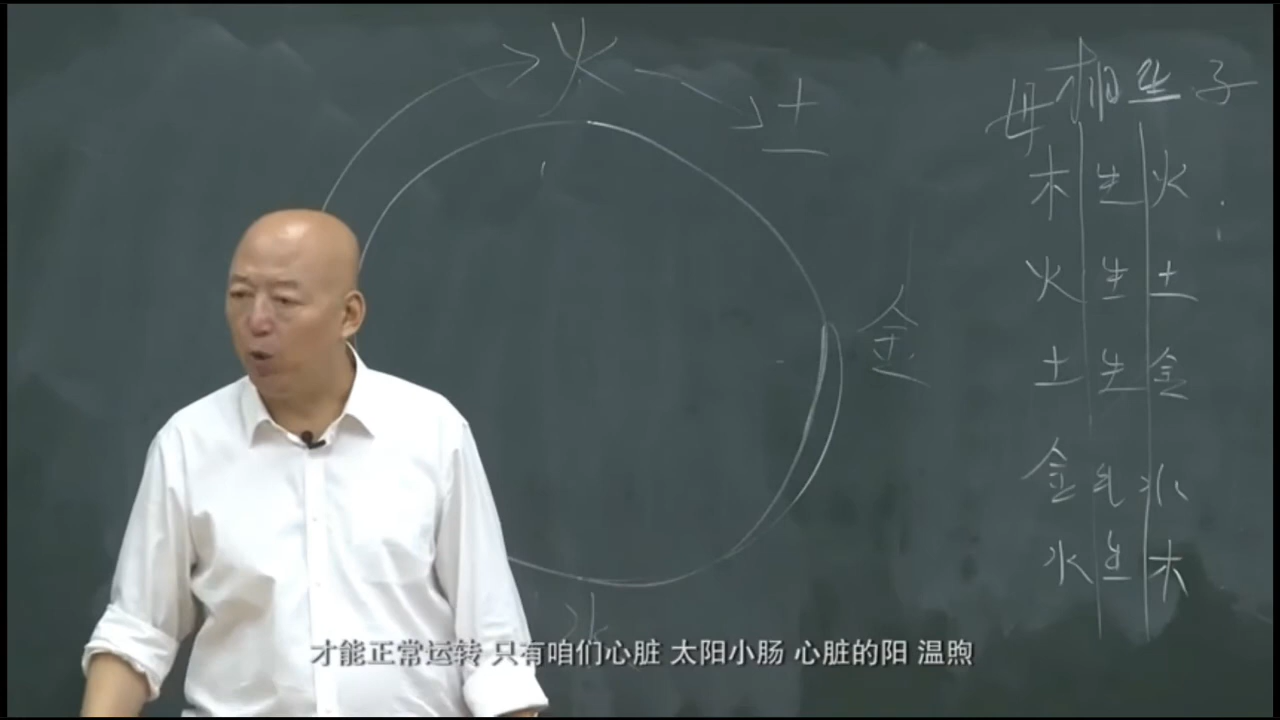 火
土
金
水
母 相生 子
木 生 火
火 生 土
土 生 金
金 生 水
水 生 木
才能正常运转 只有咱们心脏 太阳小肠 心脏的阳 温煦